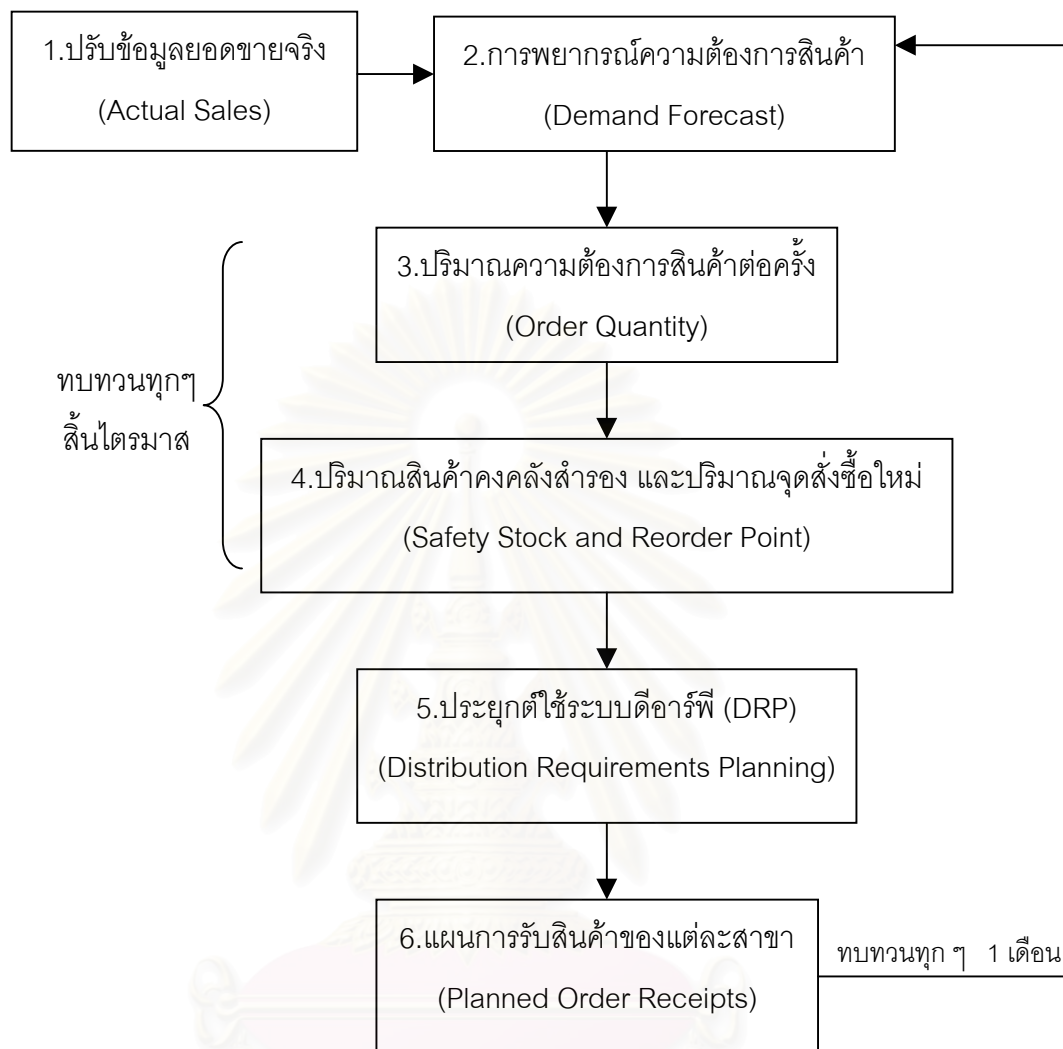 1.ปรับข้อมูลยอดขายจริง
(Actual Sales)
2.การพยากรณ์ความต้องการสินค้า
(Demand Forecast)
3.ปริมาณความต้องการสินค้าต่อครั้ง
(Order Quantity)
ทบทวนทุกๆ
สิ้นไตรมาส
4.ปริมาณสินค้าคงคลังสำรอง และปริมาณจุดสั่งซื้อใหม่
(Safety Stock and Reorder Point)
5.ประยุกต์ใช้ระบบดีอาร์พี (DRP)
(Distribution Requirements Planning)
6.แผนการรับสินค้าของแต่ละสาขา
(Planned Order Receipts)
ทบทวนทุก ๆ 1 เดือน